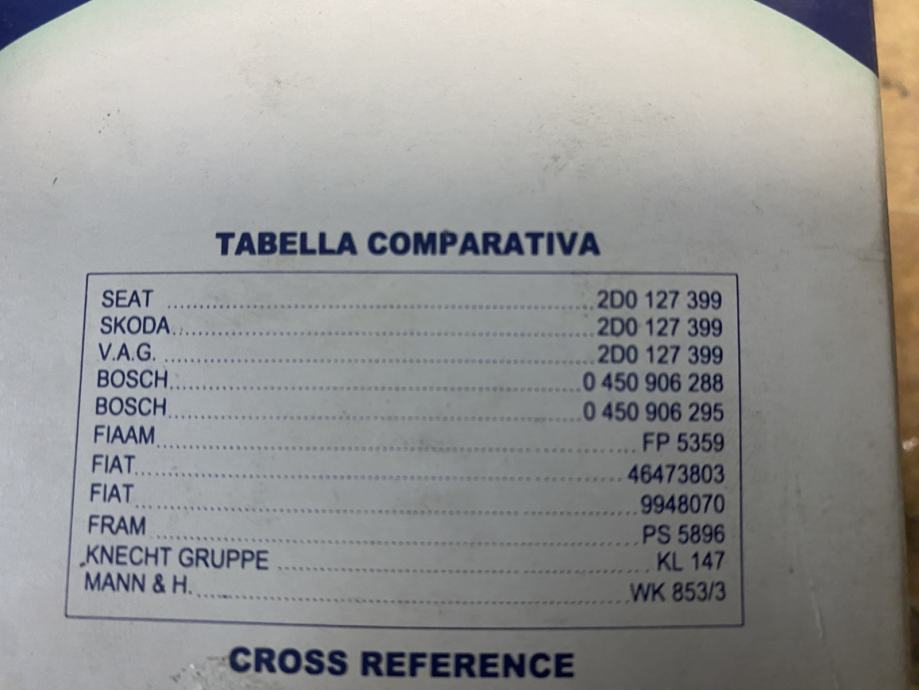 TABELLA COMPARATIVA
SEAT ........................ 2D0 127 399
SKODA ........................ 2D0 127 399
V.A.G. ........................ 2D0 127 399
BOSCH ........................ 0 450 906 288
BOSCH ........................ 0 450 906 295
FIAAM ........................ FP 5359
FIAT ........................ 46473803
FIAT ........................ 9948070
FRAM ........................ PS 5896
KNECHT GRUPPE ........................ KL 147
MANN & H. ........................ WK 853/3
CROSS REFERENCE